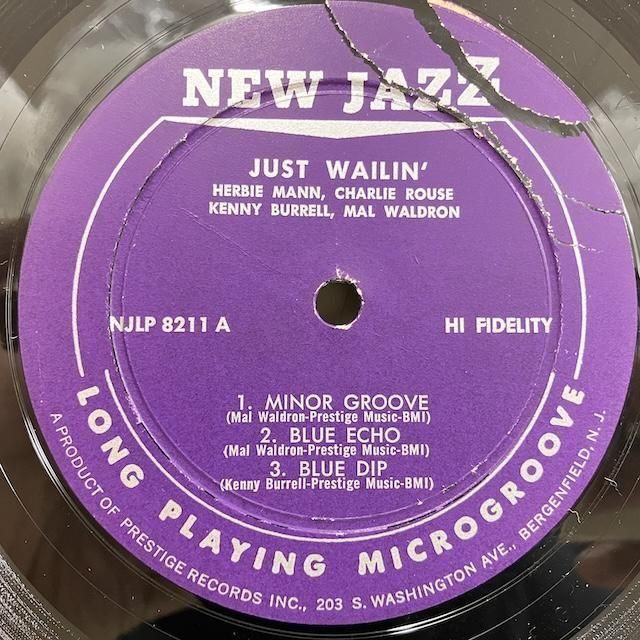 NEW JAZZ
JUST WAILIN'
HERBIE MANN, CHARLIE ROUSE
KENNY BURRELL, MAL WALDRON
NJLP 8211 A
HI FIDELITY
1. MINOR GROOVE
(Mal Waldron-Prestige Music-BMI)
2. BLUE ECHO
(Mal Waldron-Prestige Music-BMI)
3. BLUE DIP
(Kenny Burrell-Prestige Music-BMI)
LONG PLAYING MICROGROOVE
A PRODUCT OF PRESTIGE RECORDS INC., 203 S. WASHINGTON AVE., BERGENFIELD, N. J.